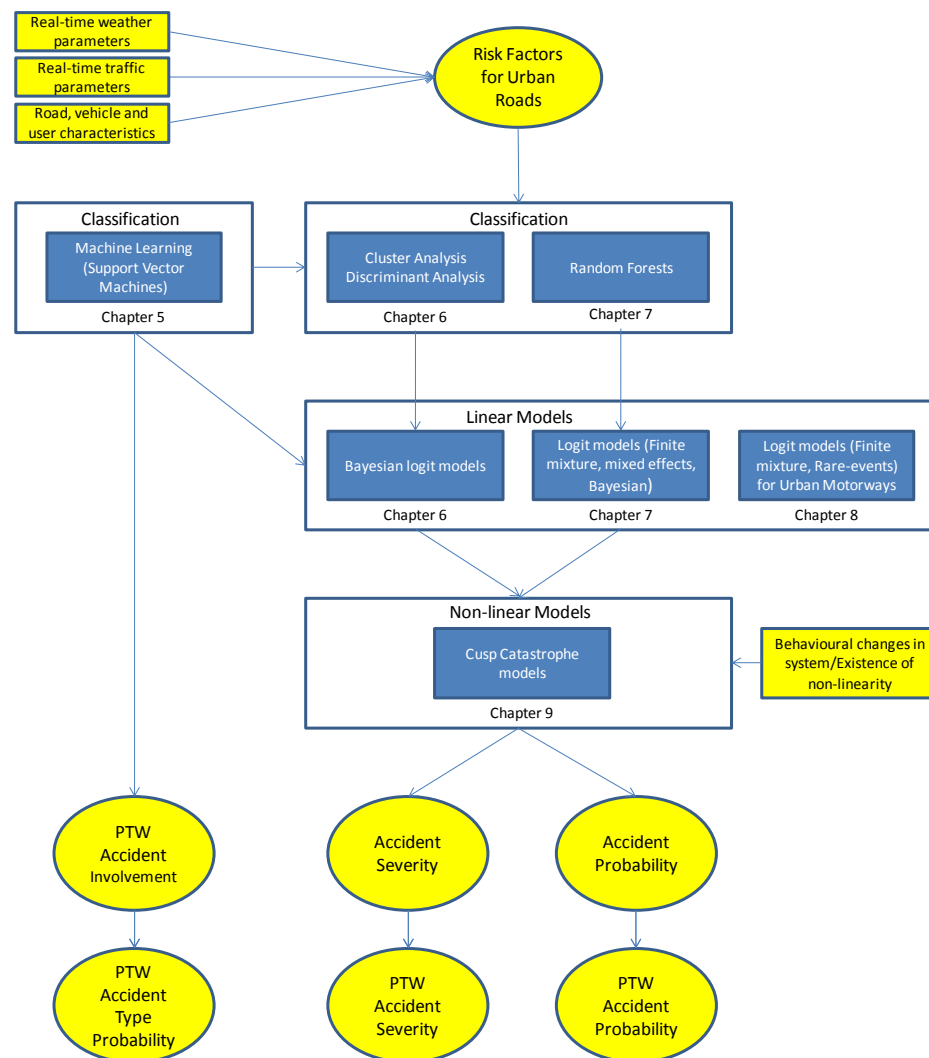 Real-time weather
parameters
Real-time traffic
parameters
Road, vehicle and
user characteristics
Risk Factors
for Urban
Roads
Classification
Machine Learning
(Support Vector
Machines)
Chapter 5
Classification
Cluster Analysis
Discriminant Analysis
Chapter 6
Random Forests
Chapter 7
Linear Models
Bayesian logit models
Chapter 6
Logit models (Finite
mixture, mixed effects,
Bayesian)
Chapter 7
Logit models (Finite
mixture, Rare-events)
for Urban Motorways
Chapter 8
Non-linear Models
Cusp Catastrophe
models
Chapter 9
Behavioural changes in
system/Existence of
non-linearity
PTW
Accident
Involvement
Accident
Severity
Accident
Probability
PTW
Accident
Type
Probability
PTW
Accident
Severity
PTW
Accident
Probability